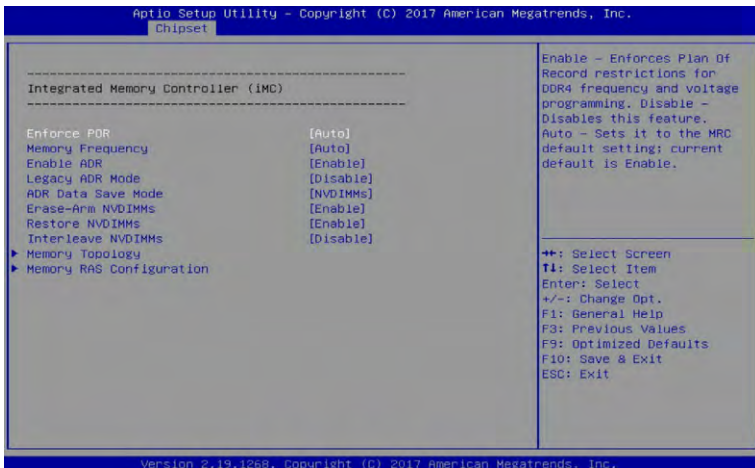 Aptio Setup Utility – Copyright (C) 2017 American Megatrends, Inc.
Chipset
Integrated Memory Controller (iMC)
Enforce POR [Auto]
Memory Frequency [Auto]
Enable ADR [Enable]
Legacy ADR Mode [Disable]
ADR Data Save Mode [NVDIMMs]
Erase-Arm NVDIMMs [Enable]
Restore NVDIMMs [Enable]
Interleave NVDIMMs [Disable]
Memory Topology
Memory RAS Configuration
Enable – Enforces Plan Of
Record restrictions for
DDR4 frequency and voltage
programming. Disable –
Disables this feature.
Auto – Sets it to the MRC
default setting; current
default is Enable.
→←: Select Screen
↑↓: Select Item
Enter: Select
+/-: Change Opt.
F1: General Help
F3: Previous Values
F9: Optimized Defaults
F10: Save & Exit
ESC: Exit
Version 2.19.1268. Copyright (C) 2017 American Megatrends, Inc.